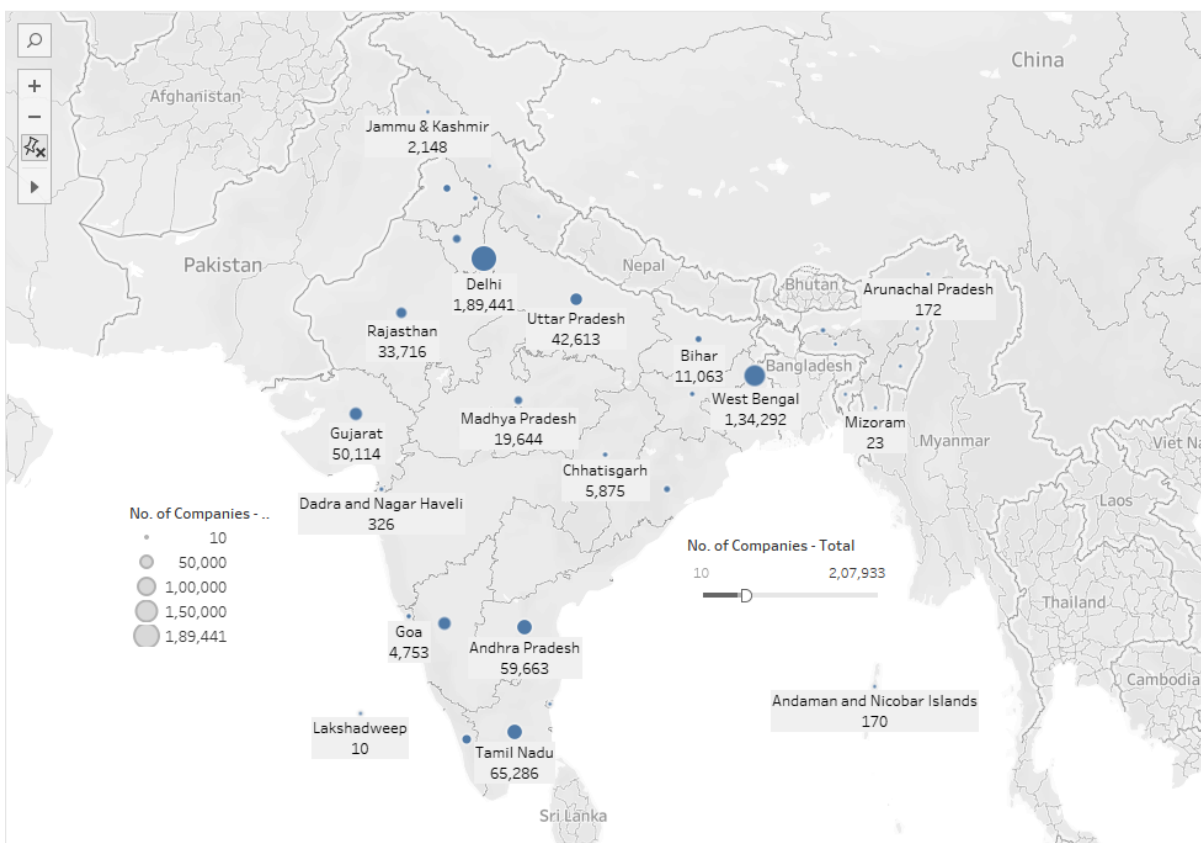 China
Afghanistan
Jammu & Kashmir
2,148
Pakistan
Delhi
1,89,441
Nepal
Bhutan
Arunachal Pradesh
172
Rajasthan
33,716
Uttar Pradesh
42,613
Bihar
11,063
Bangladesh
West Bengal
1,34,292
Madhya Pradesh
19,644
Mizoram
23
Myanmar
Viet Na
Gujarat
50,114
Chhatisgarh
5,875
Laos
Dadra and Nagar Haveli
326
No. of Companies - ..
10
50,000
1,00,000
1,50,000
1,89,441
No. of Companies - Total
10 2,07,933
Thailand
Goa
4,753
Andhra Pradesh
59,663
Cambodia
Andaman and Nicobar Islands
170
Lakshadweep
10
Tamil Nadu
65,286
Sri Lanka